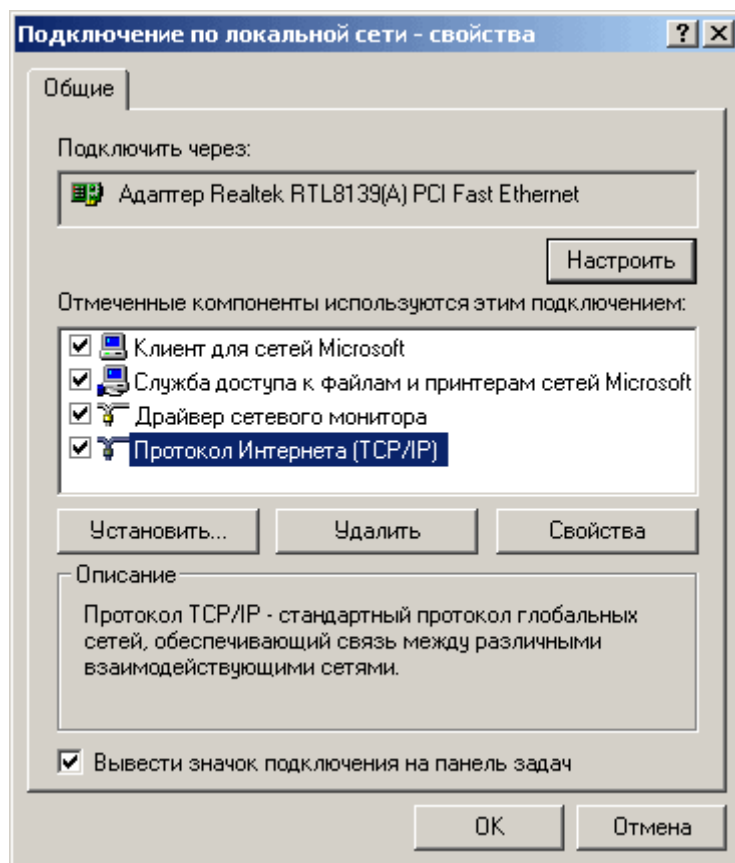 Подключение по локальной сети - свойства
Общие
Подключить через:
Адаптер Realtek RTL8139(A) PCI Fast Ethernet
Настроить
Отмеченные компоненты используются этим подключением:
Клиент для сетей Microsoft
Служба доступа к файлам и принтерам сетей Microsoft
Драйвер сетевого монитора
Протокол Интернета (TCP/IP)
Установить... Удалить Свойства
Описание
Протокол TCP/IP - стандартный протокол глобальных
сетей, обеспечивающий связь между различными
взаимодействующими сетями.
Вывести значок подключения на панель задач
OK Отмена